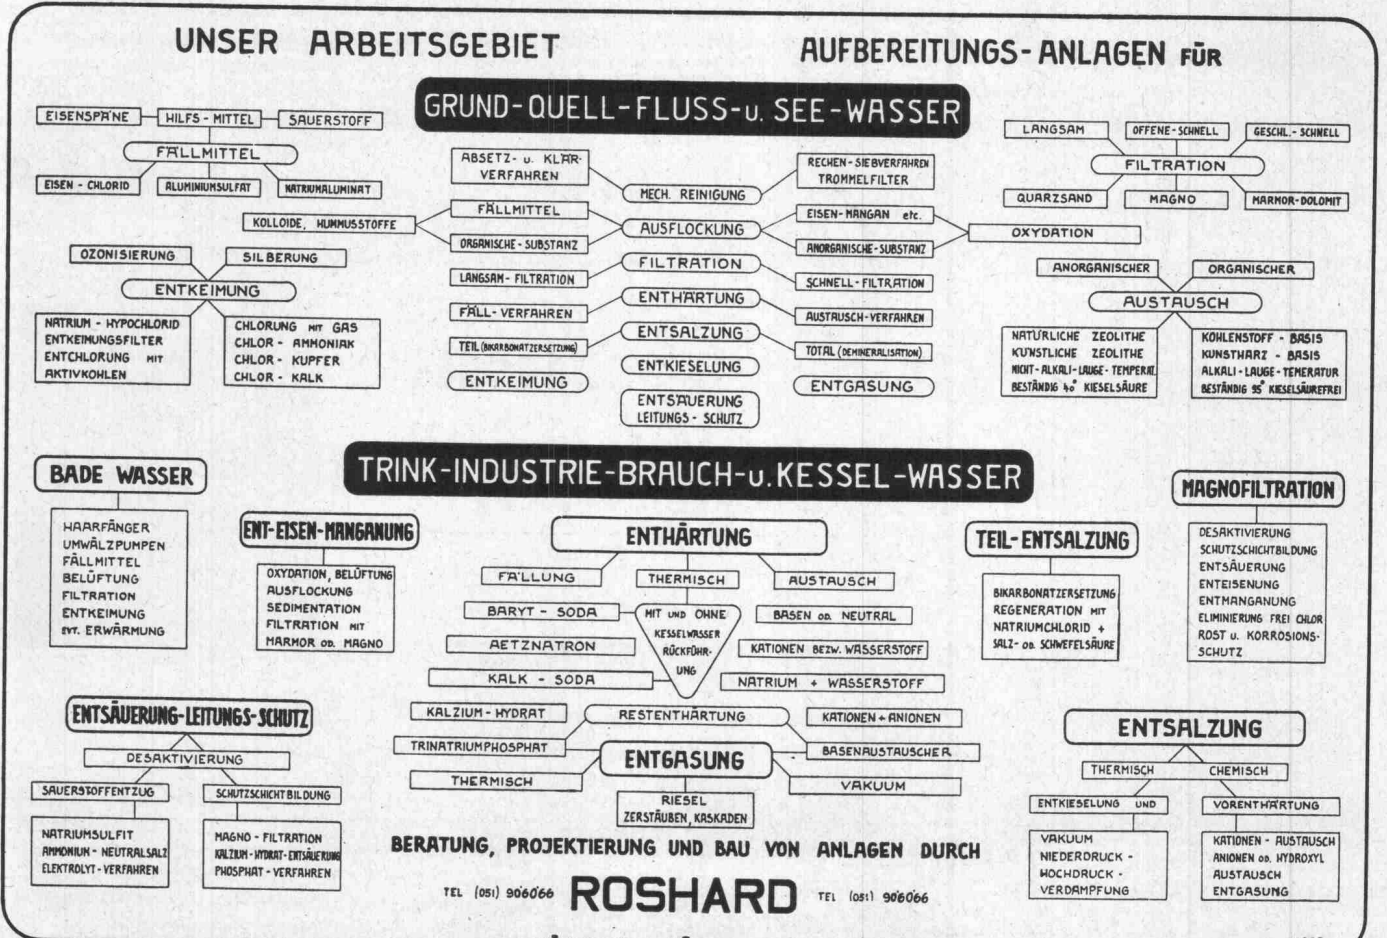 UNSER ARBEITSGEBIET
AUFBEREITUNGS-ANLAGEN FÜR
GRUND-QUELL-FLUSS-u. SEE-WASSER
EISENSPÄNE
HILFS-MITTEL
SAUERSTOFF
FÄLLMITTEL
EISEN-CHLORID
ALUMINIUMSULFAT
NATRIUMALUMINAT
KOLLOIDE, HUMMUSSTOFFE
OZONISIERUNG
SILBERUNG
ENTKEIMUNG
NATRIUM-HYPOCHLORID
ENTKEIMUNGSFILTER
ENTCHLORUNG MIT
AKTIVKOHLEN
CHLORUNG MIT GAS
CHLOR-AMMONIAK
CHLOR-KUPFER
CHLOR-KALK
ABSETZ- u. KLÄR-
VERFAHREN
FÄLLMITTEL
ORGANISCHE-SUBSTANZ
LANGSAM-FILTRATION
FÄLL-VERFAHREN
TEIL (BIKARBONATZERSETZUNG)
ENTKEIMUNG
MECH. REINIGUNG
AUSFLOCKUNG
FILTRATION
ENTHÄRTUNG
ENTSALZUNG
ENTKIESELUNG
ENTSÄUERUNG
LEITUNGS-SCHUTZ
RECHEN-SIEBVERFAHREN
TROMMELFILTER
EISEN-MANGAN etc.
ANORGANISCHE-SUBSTANZ
SCHNELL-FILTRATION
AUSTAUSCH-VERFAHREN
TOTAL (DEMINERALISATION)
ENTGASUNG
LANGSAM
OFFENE-SCHNELL
GESCHL.-SCHNELL
FILTRATION
QUARZSAND
MAGNO
MARMOR-DOLOMIT
OXYDATION
ANORGANISCHER
ORGANISCHER
AUSTAUSCH
NATÜRLICHE ZEOLITHE
KÜNSTLICHE ZEOLITHE
NICHT-ALKALI-LAUGE-TEMPERAT.
BESTÄNDIG 40° KIESELSÄURE
KOHLENSTOFF-BASIS
KUNSTHARZ-BASIS
ALKALI-LAUGE-TEMERATUR
BESTÄNDIG 95° KIESELSÄUREFREI
TRINK-INDUSTRIE-BRAUCH-u.KESSEL-WASSER
BADE WASSER
HAARFÄNGER
UMWÄLZPUMPEN
FÄLLMITTEL
BELÜFTUNG
FILTRATION
ENTKEIMUNG
EVT. ERWÄRMUNG
ENT-EISEN-MANGANUNG
OXYDATION, BELÜFTUNG
AUSFLOCKUNG
SEDIMENTATION
FILTRATION MIT
MARMOR OD. MAGNO
ENTHÄRTUNG
FÄLLUNG
THERMISCH
AUSTAUSCH
BARYT-SODA
AETZNATRON
KALK-SODA
MIT UND OHNE
KESSELWASSER
RÜCKFÜHR-
UNG
BASEN OD. NEUTRAL
KATIONEN BEZW. WASSERSTOFF
NATRIUM + WASSERSTOFF
KALZIUM-HYDRAT
RESTENTHÄRTUNG
KATIONEN + ANIONEN
TRINATRIUMPHOSPHAT
BASENAUSTAUSCHER
ENTGASUNG
THERMISCH
VAKUUM
RIESEL
ZERSTÄUBEN, KASKADEN
TEIL-ENTSALZUNG
BIKARBONATZERSETZUNG
REGENERATION MIT
NATRIUMCHLORID +
SALZ- OD. SCHWEFELSÄURE
MAGNOFILTRATION
DESAKTIVIERUNG
SCHUTZSCHICHTBILDUNG
ENTSÄUERUNG
ENTEISENUNG
ENTMANGANUNG
ELIMINIERUNG FREI CHLOR
ROST u. KORROSIONS-
SCHUTZ
ENTSÄUERUNG-LEITUNGS-SCHUTZ
DESAKTIVIERUNG
SAUERSTOFFENTZUG
SCHUTZSCHICHTBILDUNG
NATRIUMSULFIT
AMMONIUM-NEUTRALSALZ
ELEKTROLYT-VERFAHREN
MAGNO-FILTRATION
KALZIUM-HYDRAT-ENTSÄUERUNG
PHOSPHAT-VERFAHREN
ENTSALZUNG
THERMISCH
CHEMISCH
ENTKIESELUNG UND
VORENTHÄRTUNG
VAKUUM
NIEDERDRUCK-
HOCHDRUCK-
VERDAMPFUNG
KATIONEN-AUSTAUSCH
ANIONEN OD. HYDROXYL
AUSTAUSCH
ENTGASUNG
BERATUNG, PROJEKTIERUNG UND BAU VON ANLAGEN DURCH
TEL (051) 906066 ROSHARD TEL (051) 906066